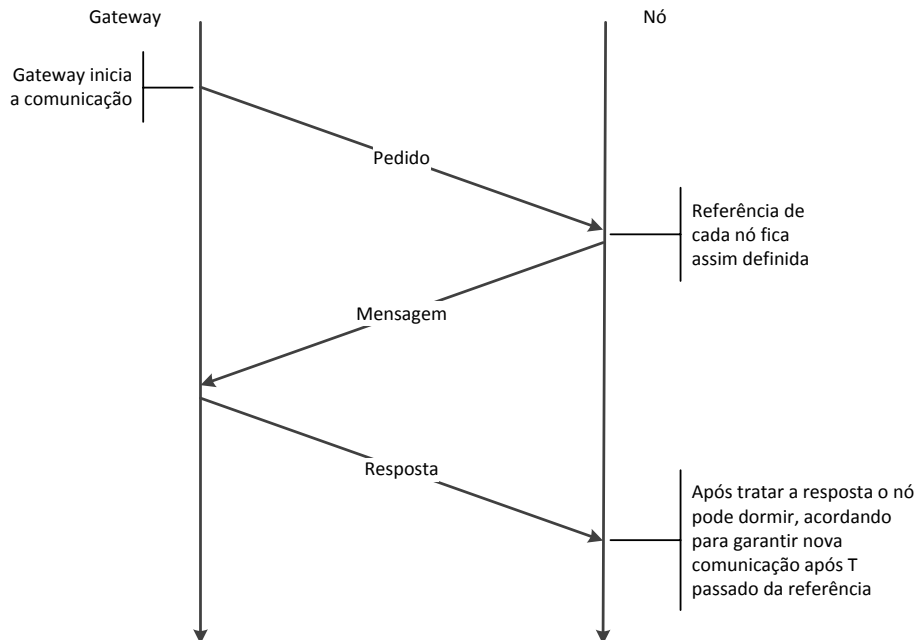 Gateway
Nó
Gateway inicia
a comunicação
Pedido
Referência de
cada nó fica
assim definida
Mensagem
Resposta
Após tratar a resposta o nó
pode dormir, acordando
para garantir nova
comunicação após T
passado da referência